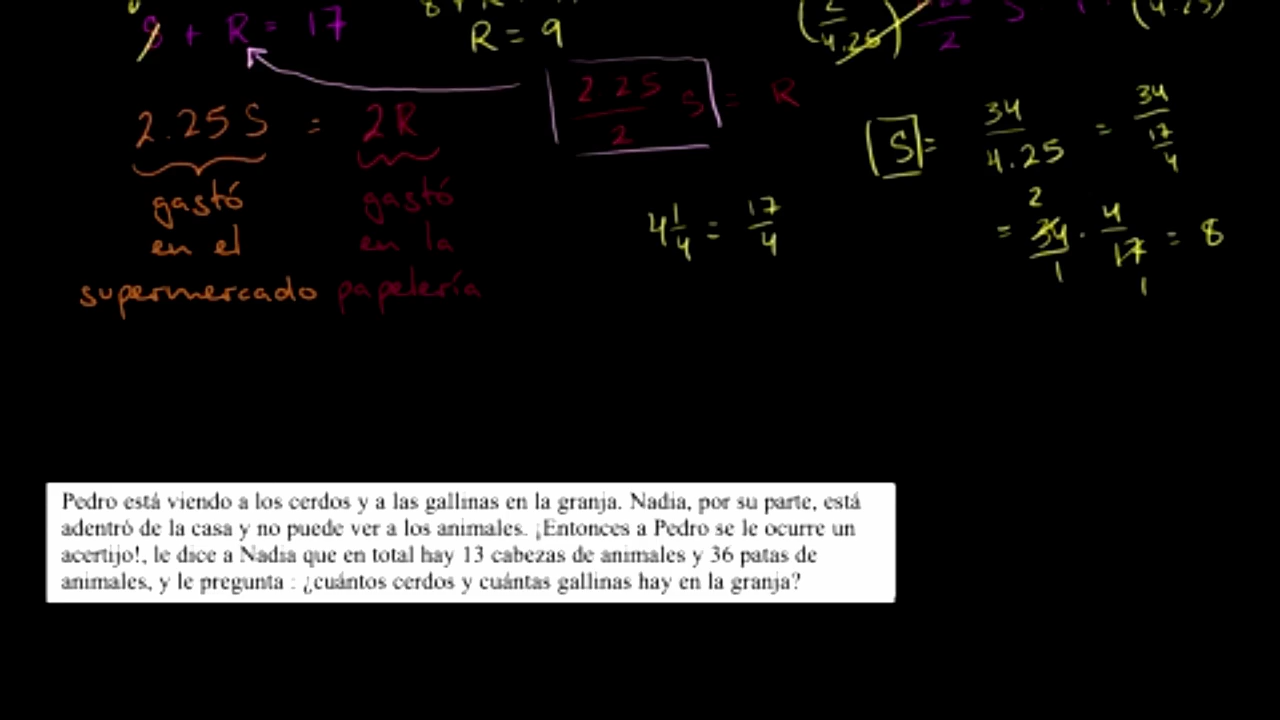 8 + R = 17
R = 9
2.25 S = 2R
gastó en el supermercado
gastó en la papelería
2.25/2 S = R
4 1/4 = 17/4
S = 34/4.25 = 34/(17/4)
= 34/1 · 4/17 = 8
2
1
Pedro está viendo a los cerdos y a las gallinas en la granja. Nadia, por su parte, está
adentró de la casa y no puede ver a los animales. ¡Entonces a Pedro se le ocurre un
acertijo!, le dice a Nadia que en total hay 13 cabezas de animales y 36 patas de
animales, y le pregunta : ¿cuántos cerdos y cuántas gallinas hay en la granja?